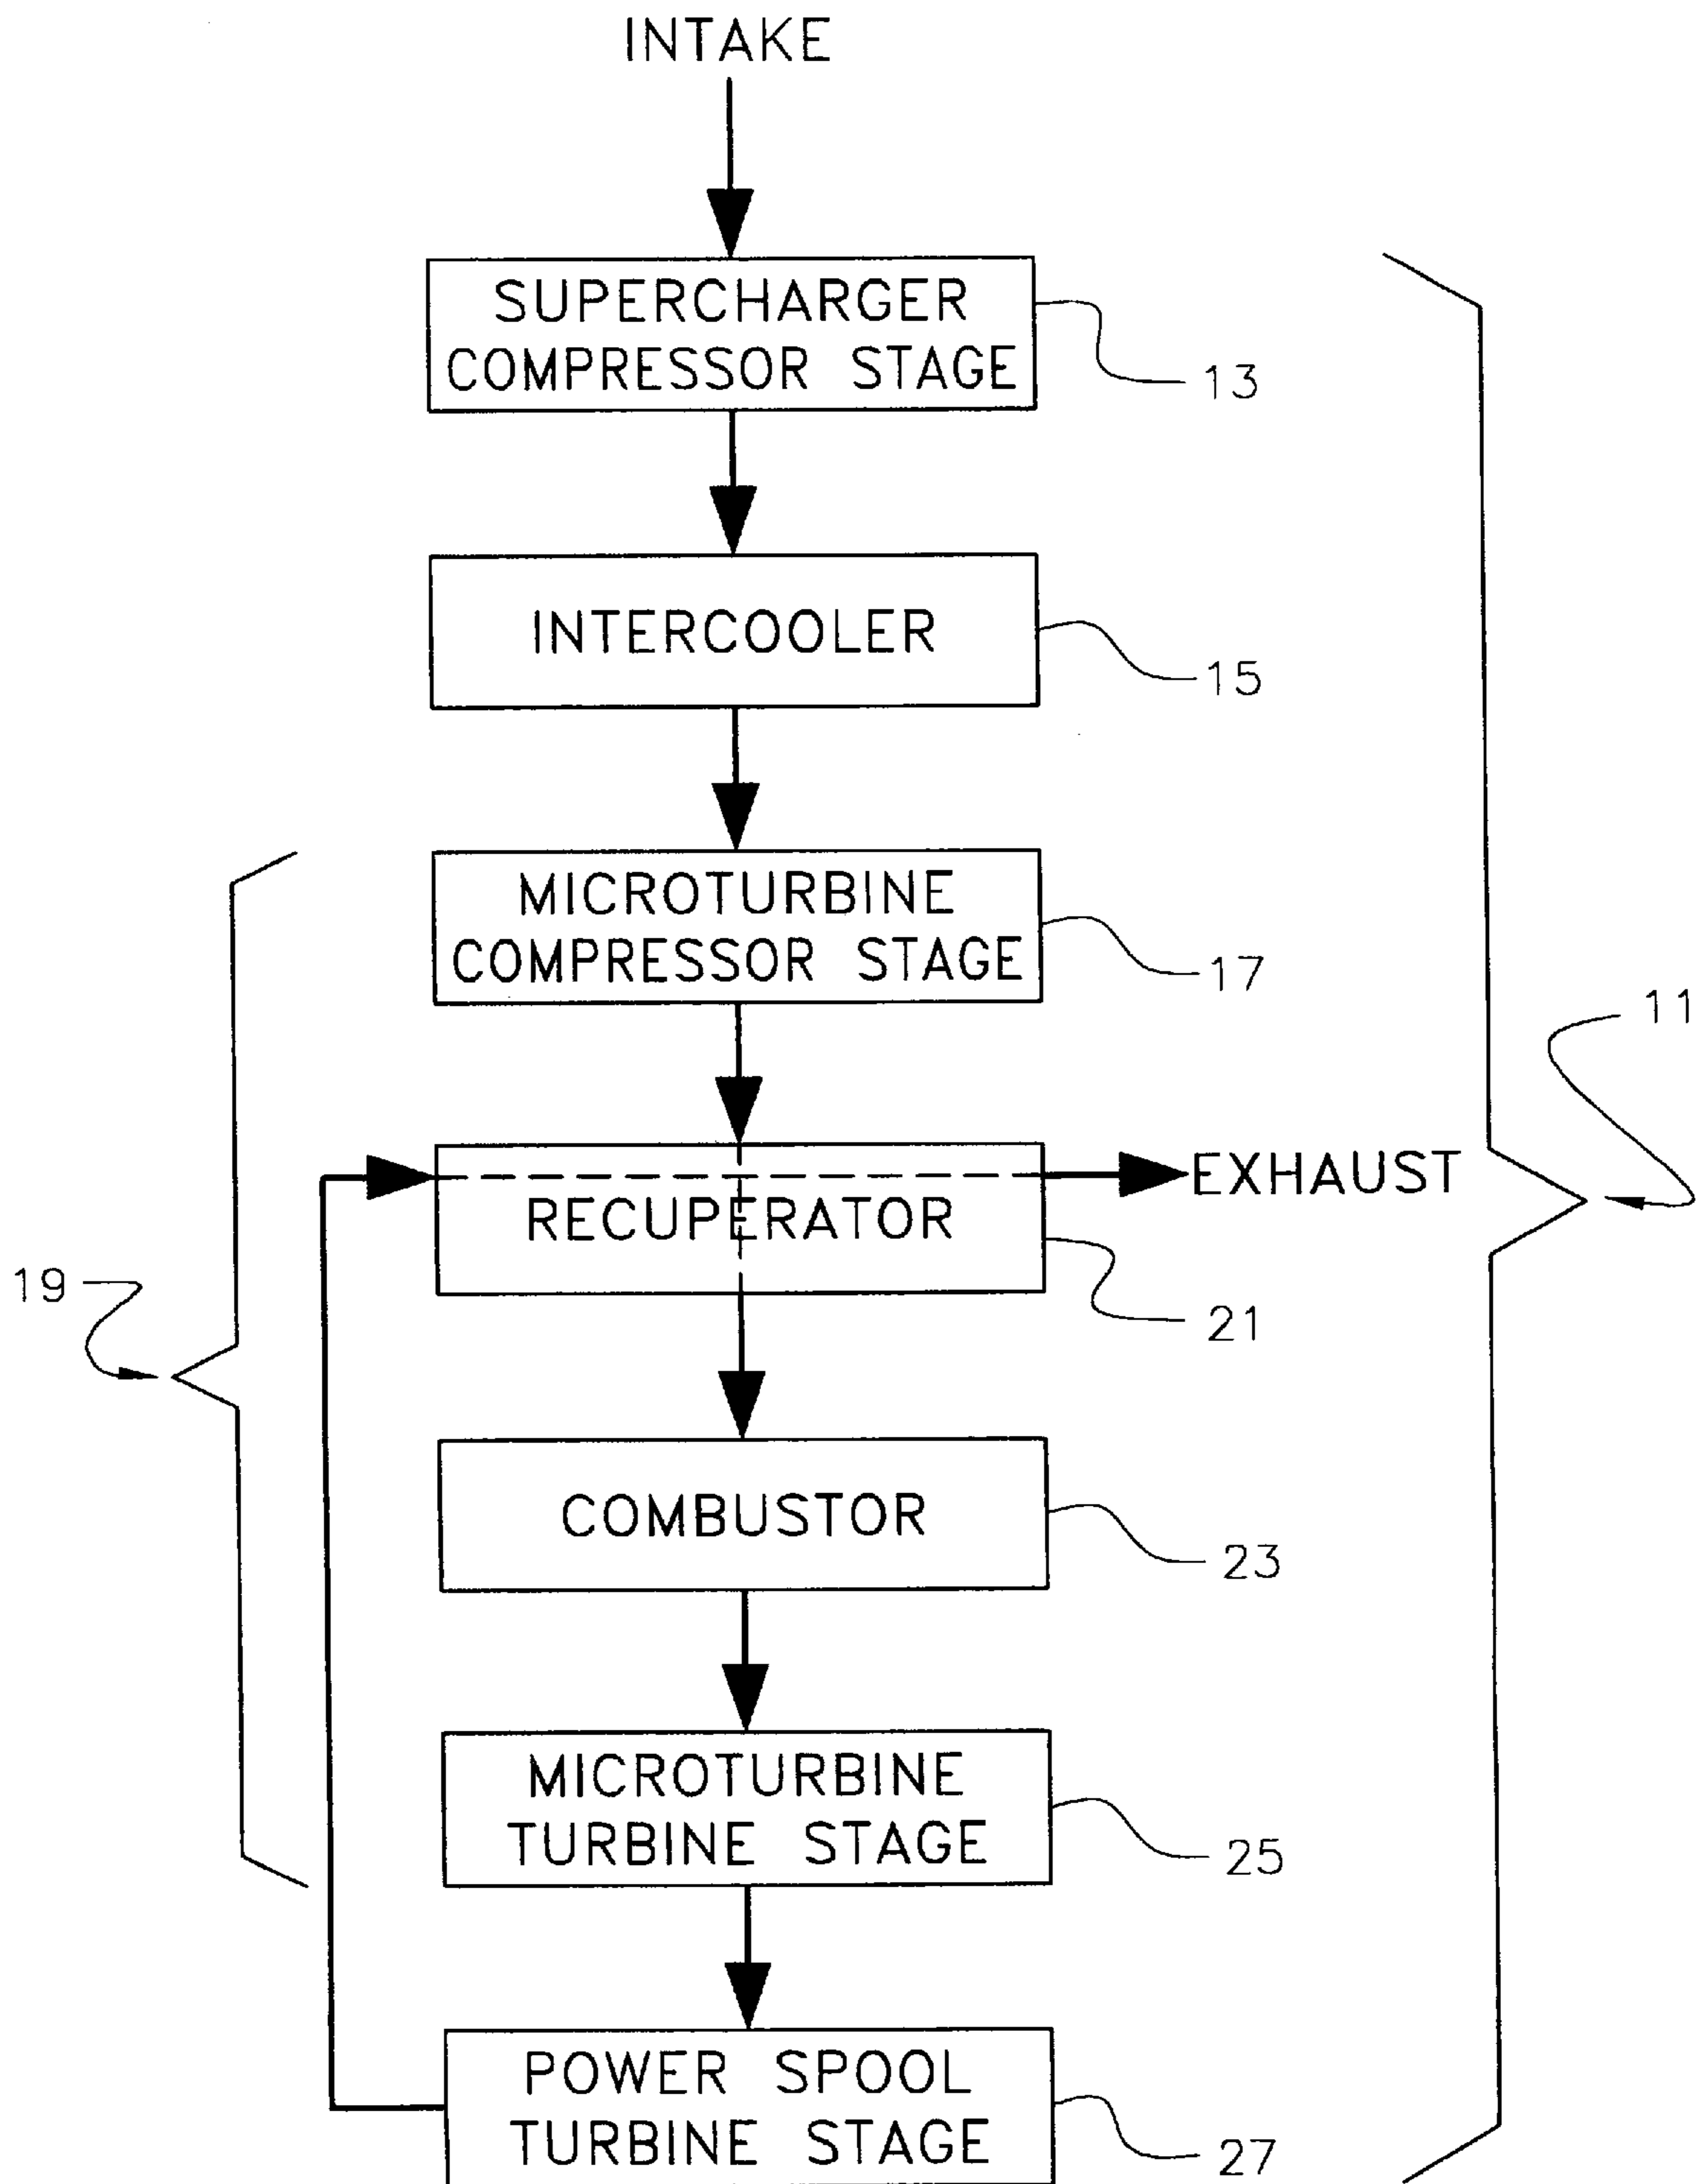 INTAKE
SUPERCHARGER
COMPRESSOR STAGE
13
INTERCOOLER
15
MICROTURBINE
COMPRESSOR STAGE
17
11
EXHAUST
RECUPERATOR
19
21
COMBUSTOR
23
MICROTURBINE
TURBINE STAGE
25
POWER SPOOL
TURBINE STAGE
27